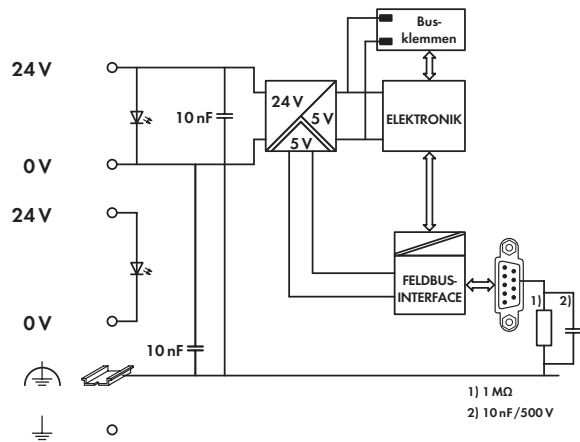 Bus-
klemmen
24 V
10 nF
24 V
5 V
5 V
ELEKTRONIK
0 V
24 V
FELDBUS-
INTERFACE
1)
2)
0 V
10 nF
1) 1 MΩ
2) 10 nF/500 V